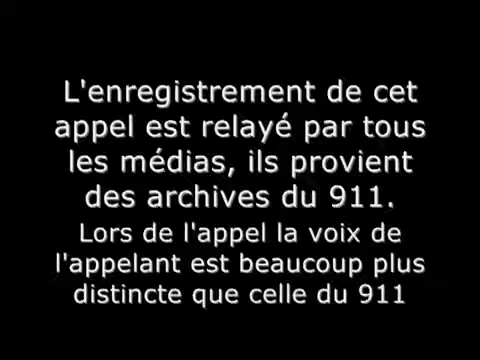 L'enregistrement de cet
appel est relayé par tous
les médias, ils provient
des archives du 911.
Lors de l'appel la voix de
l'appelant est beaucoup plus
distincte que celle du 911